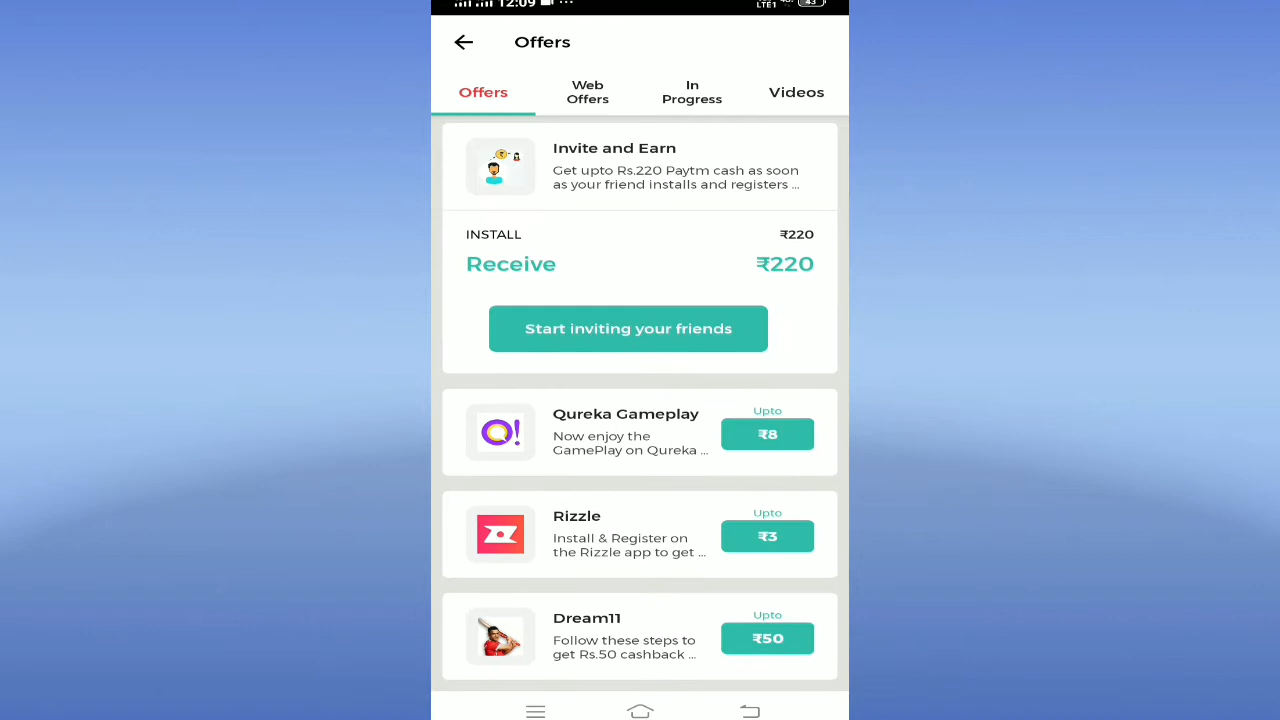 12:09
LTE1
43
Offers
Offers
Web
Offers
In
Progress
Videos
Invite and Earn
Get upto Rs.220 Paytm cash as soon
as your friend installs and registers ...
INSTALL
₹220
Receive
₹220
Start inviting your friends
Qureka Gameplay
Now enjoy the
GamePlay on Qureka ...
Upto
₹8
Rizzle
Install & Register on
the Rizzle app to get ...
Upto
₹3
Dream11
Follow these steps to
get Rs.50 cashback ...
Upto
₹50